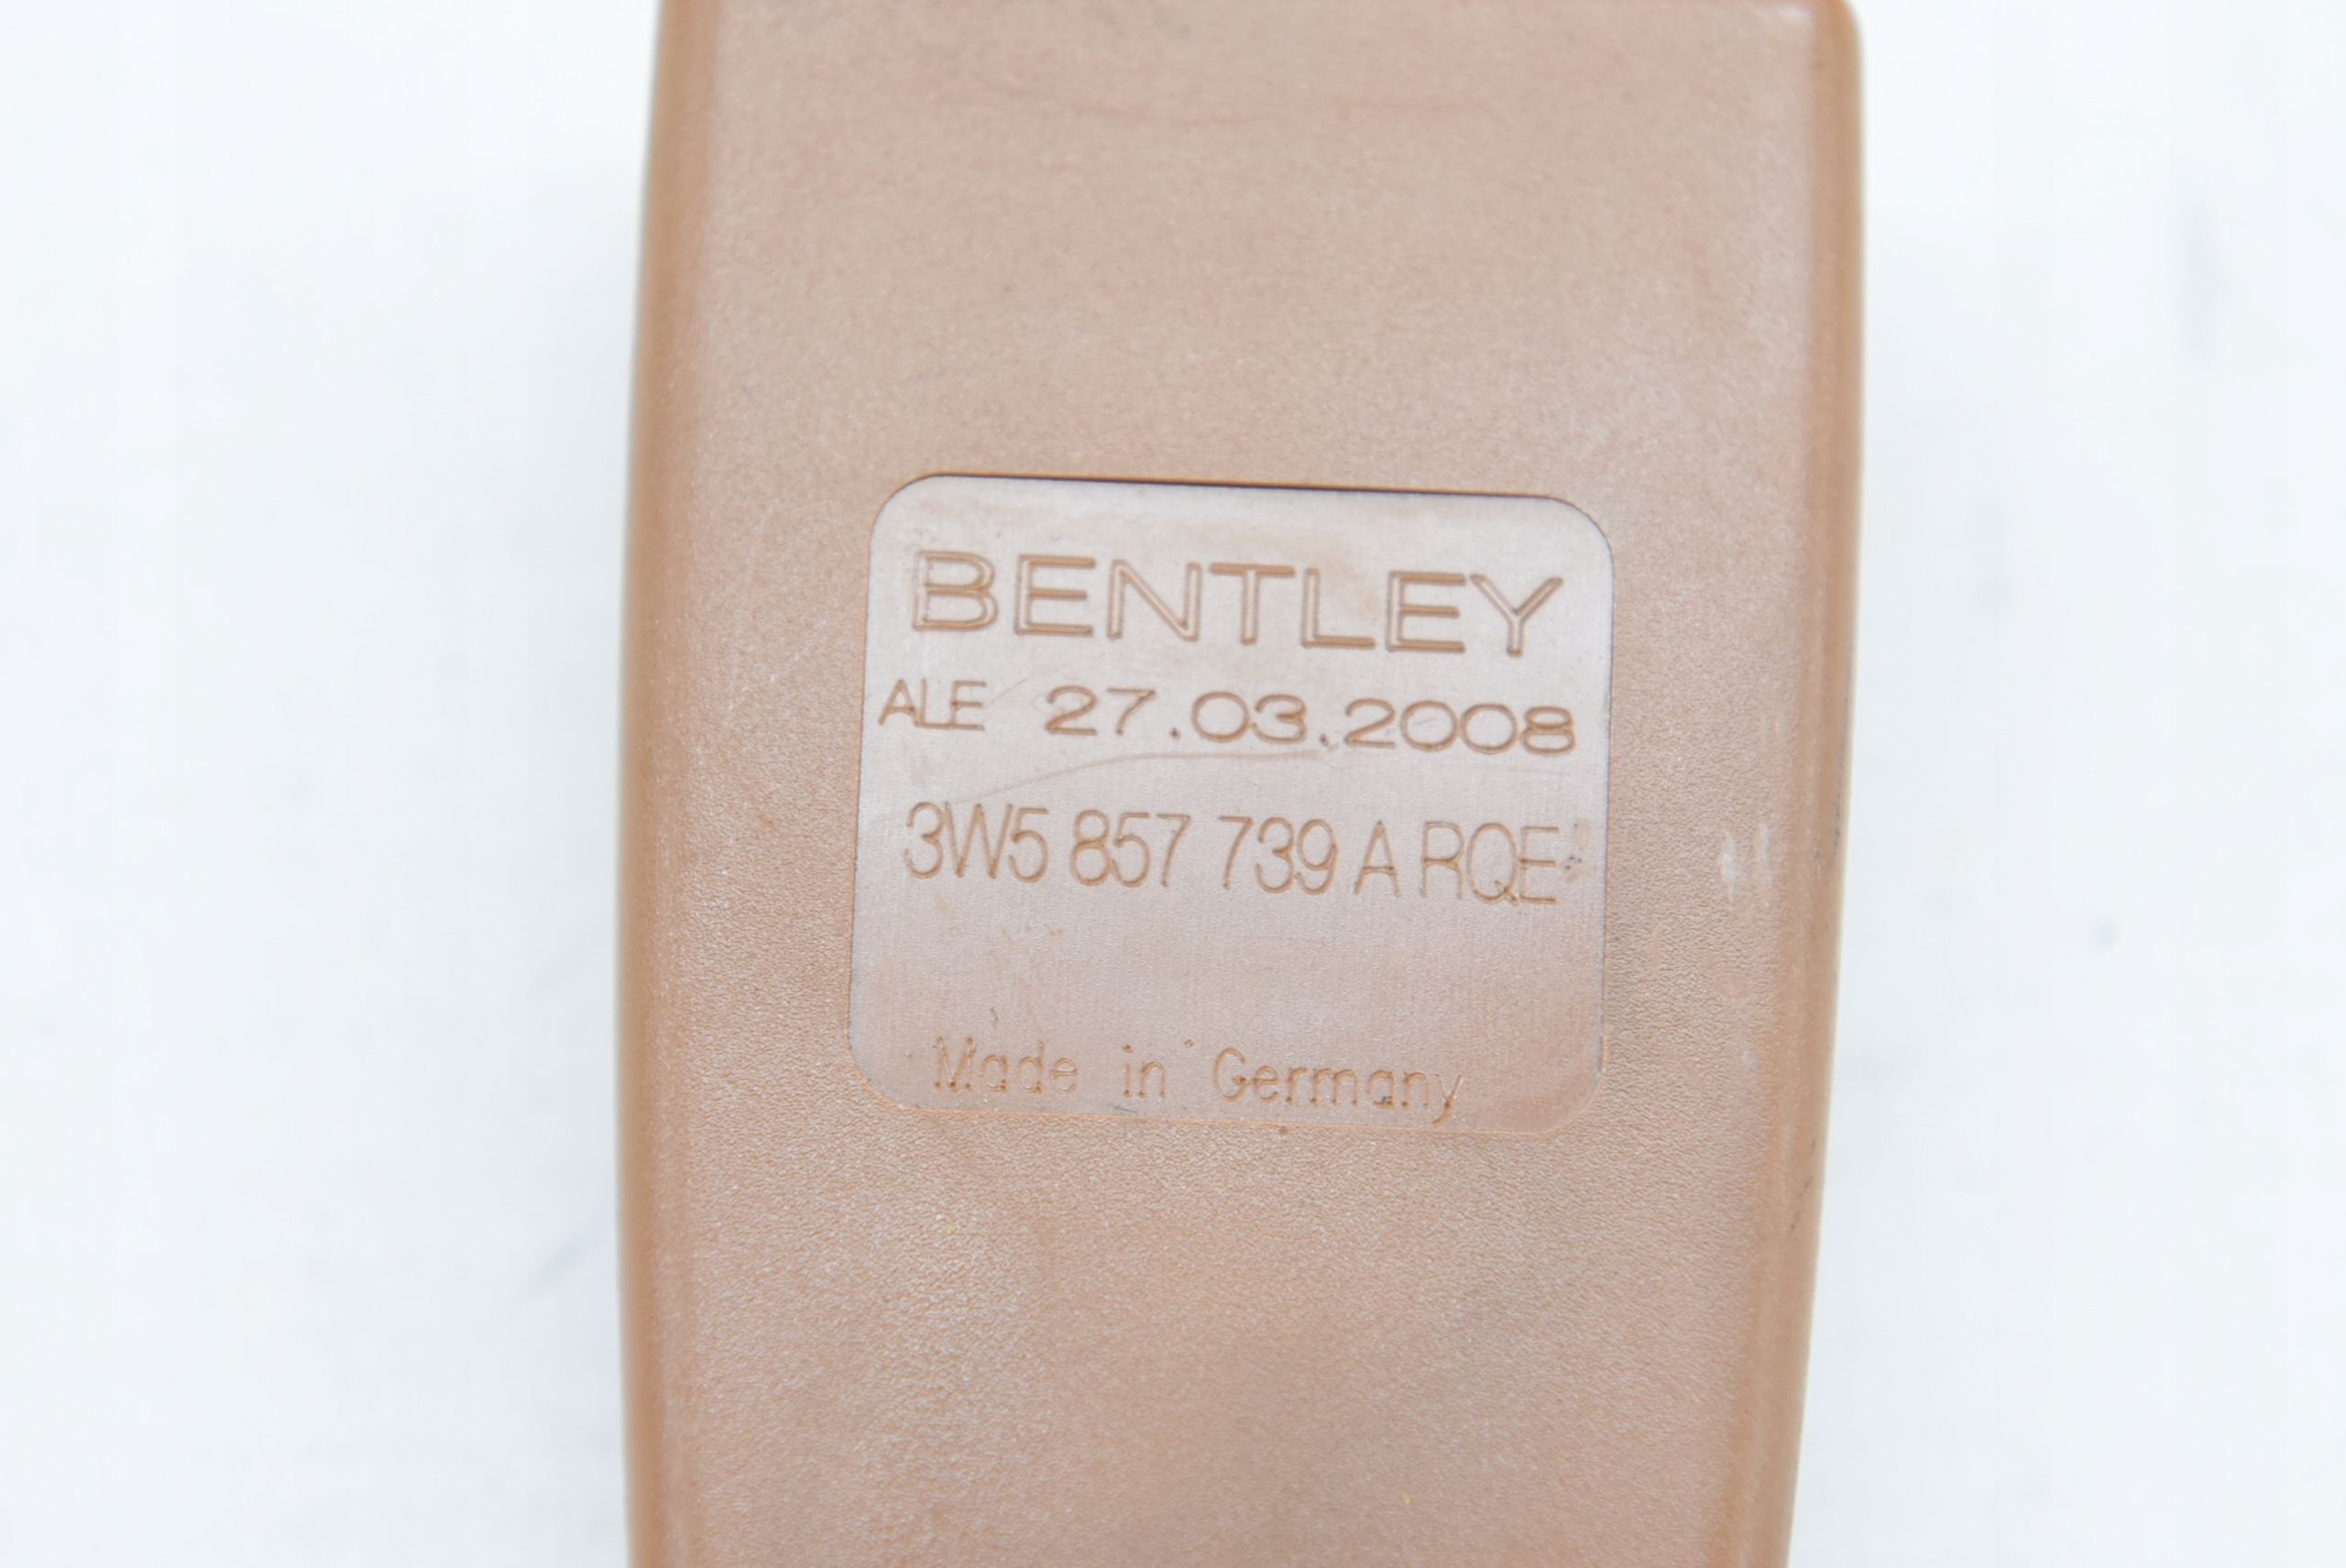 BENTLEY
ALE 27.03.2008
3W5 857 739 A RQE
Made in Germany